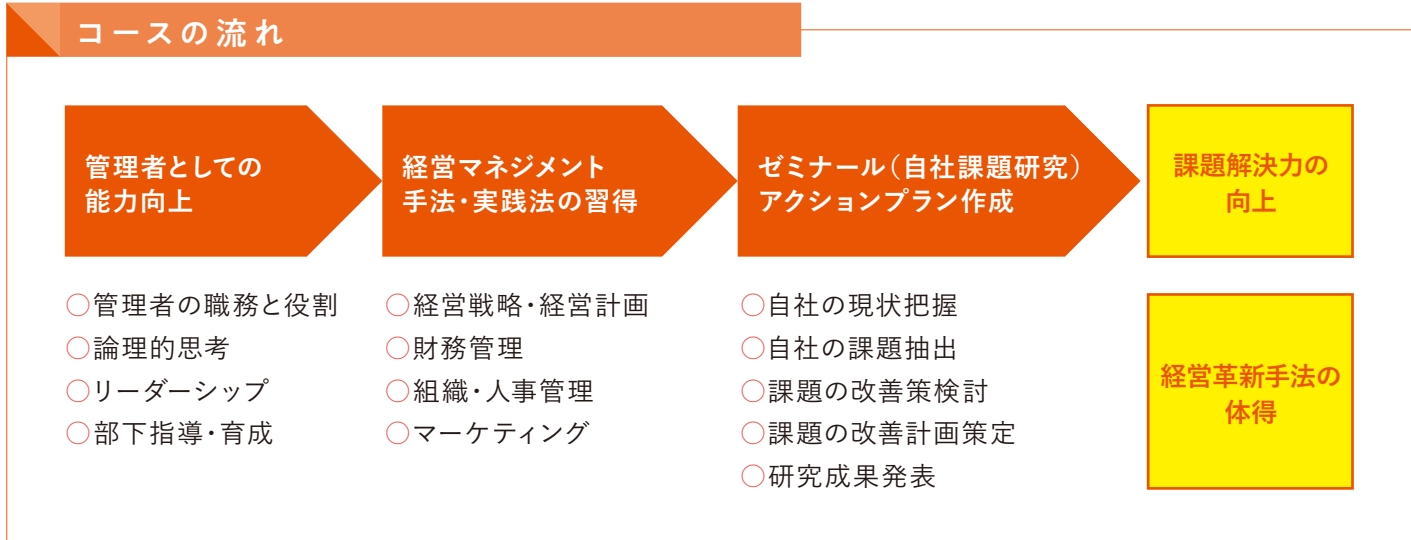 コースの流れ
管理者としての
能力向上
経営マネジメント
手法・実践法の習得
ゼミナール（自社課題研究）
アクションプラン作成
課題解決力の
向上
○管理者の職務と役割
○論理的思考
○リーダーシップ
○部下指導・育成
○経営戦略・経営計画
○財務管理
○組織・人事管理
○マーケティング
○自社の現状把握
○自社の課題抽出
○課題の改善策検討
○課題の改善計画策定
○研究成果発表
経営革新手法の
体得